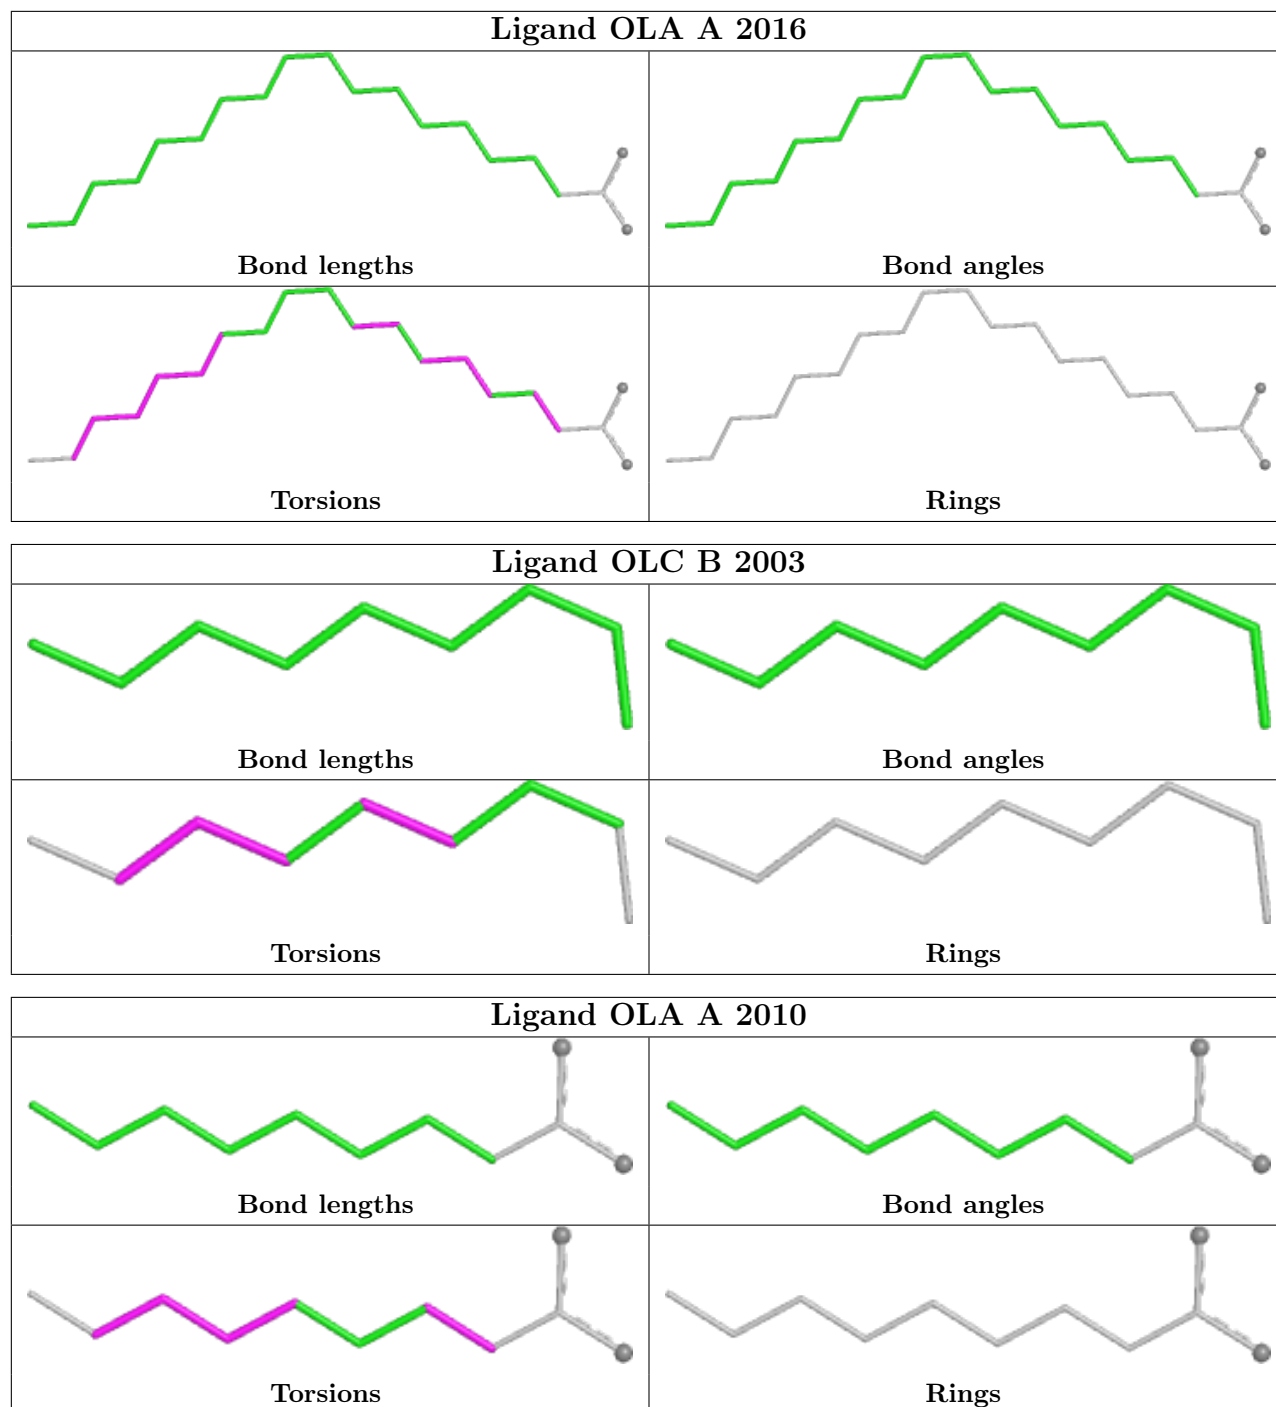 Ligand OLA A 2016
Bond lengths
Bond angles
Torsions
Rings
Ligand OLC B 2003
Bond lengths
Bond angles
Torsions
Rings
Ligand OLA A 2010
Bond lengths
Bond angles
Torsions
Rings